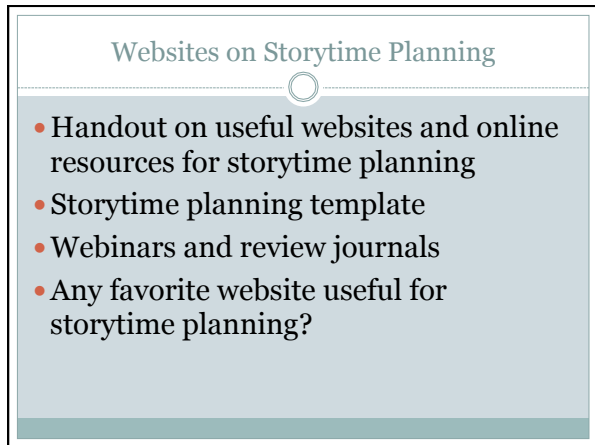 Websites on Storytime Planning
• Handout on useful websites and online
resources for storytime planning
• Storytime planning template
• Webinars and review journals
• Any favorite website useful for
storytime planning?